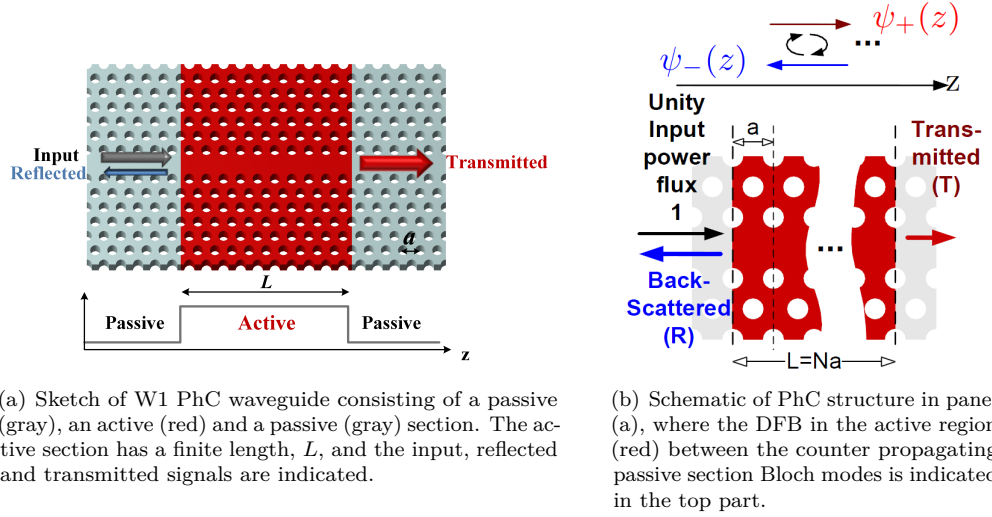 Input
Reflected
Transmitted
a
L
Passive
Active
Passive
z
(a) Sketch of W1 PhC waveguide consisting of a passive
(gray), an active (red) and a passive (gray) section. The ac-
tive section has a finite length, L, and the input, reflected
and transmitted signals are indicated.
ψ₊(z)
...
ψ₋(z)
z
Unity
Input
power
flux
1
a
Trans-
mitted
(T)
...
Back-
Scattered
(R)
L=Na
(b) Schematic of PhC structure in pane
(a), where the DFB in the active region
(red) between the counter propagating
passive section Bloch modes is indicated
in the top part.